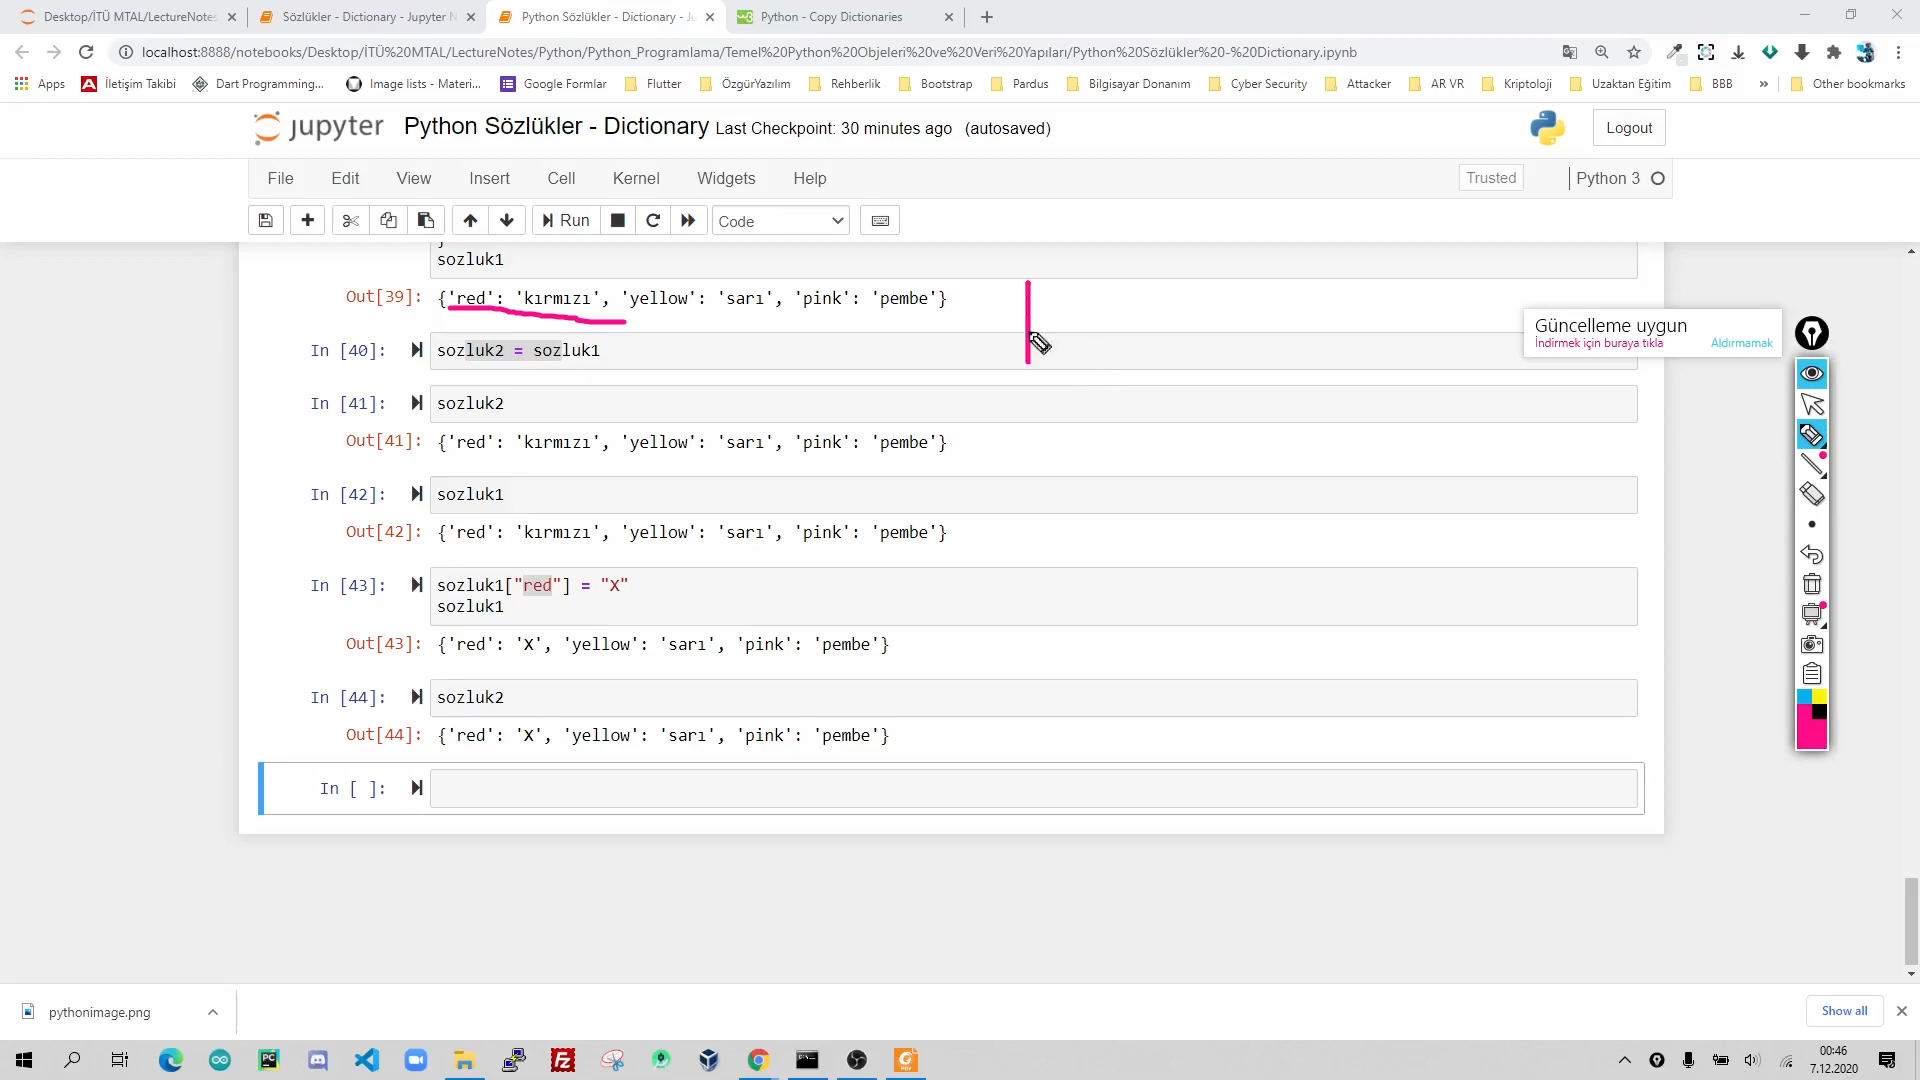 Desktop/İTÜ MTAL/LectureNotes
Sözlükler - Dictionary - Jupyter N
Python Sözlükler - Dictionary - Ju
Python - Copy Dictionaries
localhost:8888/notebooks/Desktop/İTÜ%20MTAL/LectureNotes/Python/Python_Programlama/Temel%20Python%20Objeleri%20ve%20Veri%20Yapıları/Python%20Sözlükler%20-%20Dictionary.ipynb
Apps
İletişim Takibi
Dart Programming...
Image lists - Materi...
Google Formlar
Flutter
ÖzgürYazılım
Rehberlik
Bootstrap
Pardus
Bilgisayar Donanım
Cyber Security
Attacker
AR VR
Kriptoloji
Uzaktan Eğitim
BBB
»
Other bookmarks
jupyter Python Sözlükler - Dictionary Last Checkpoint: 30 minutes ago (autosaved)
Logout
File Edit View Insert Cell Kernel Widgets Help
Trusted
Python 3
Run
Code
sozluk1
Out[39]: {'red': 'kırmızı', 'yellow': 'sarı', 'pink': 'pembe'}
In [40]: sozluk2 = sozluk1
Güncelleme uygun
İndirmek için buraya tıkla Aldırmamak
In [41]: sozluk2
Out[41]: {'red': 'kırmızı', 'yellow': 'sarı', 'pink': 'pembe'}
In [42]: sozluk1
Out[42]: {'red': 'kırmızı', 'yellow': 'sarı', 'pink': 'pembe'}
In [43]: sozluk1["red"] = "X"
sozluk1
Out[43]: {'red': 'X', 'yellow': 'sarı', 'pink': 'pembe'}
In [44]: sozluk2
Out[44]: {'red': 'X', 'yellow': 'sarı', 'pink': 'pembe'}
In [ ]:
pythonimage.png
Show all
00:46
7.12.2020